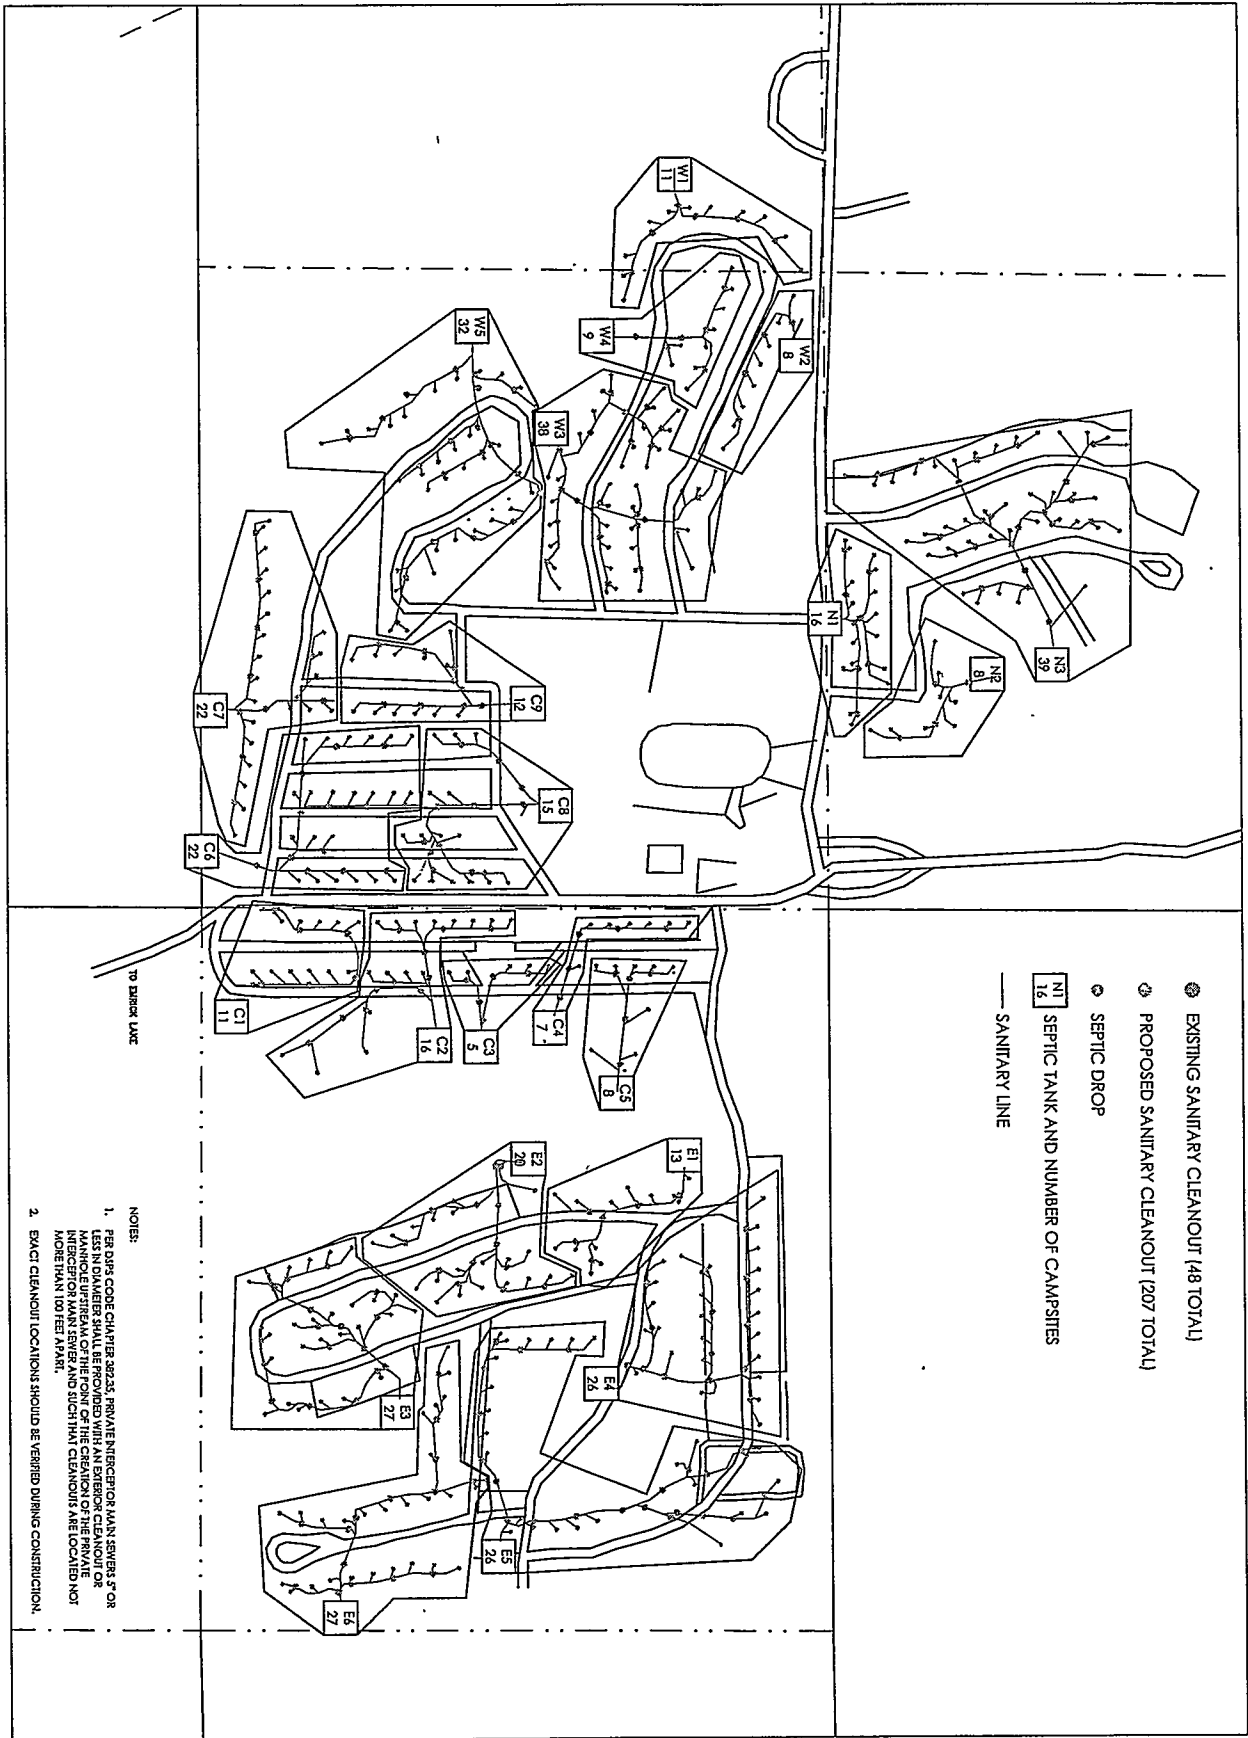 EXISTING SANITARY CLEANOUT (48 TOTAL)
PROPOSED SANITARY CLEANOUT (207 TOTAL)
SEPTIC DROP
N1
16
SEPTIC TANK AND NUMBER OF CAMPSITES
SANITARY LINE
N3
39
N2
8
N1
16
W1
11
W2
8
W4
9
W3
38
W5
32
C9
12
C8
15
C7
22
C6
22
C5
8
C4
7
C3
5
C2
16
C1
11
E1
13
E2
20
E4
26
E3
27
E5
26
E6
27
TO EMRICK LAKE
NOTES:
1. PER DSPS CODE CHAPTER 382.35, PRIVATE INTERCEPTOR MAIN SEWERS 5" OR
LESS IN DIAMETER SHALL BE PROVIDED WITH AN EXTERIOR CLEANOUT OR
MANHOLE UPSTREAM OF THE POINT OF THE CREATION OF THE PRIVATE
INTERCEPTOR MAIN SEWER AND SUCH THAT CLEANOUTS ARE LOCATED NOT
MORE THAN 100 FEET APART.
2. EXACT CLEANOUT LOCATIONS SHOULD BE VERIFIED DURING CONSTRUCTION.